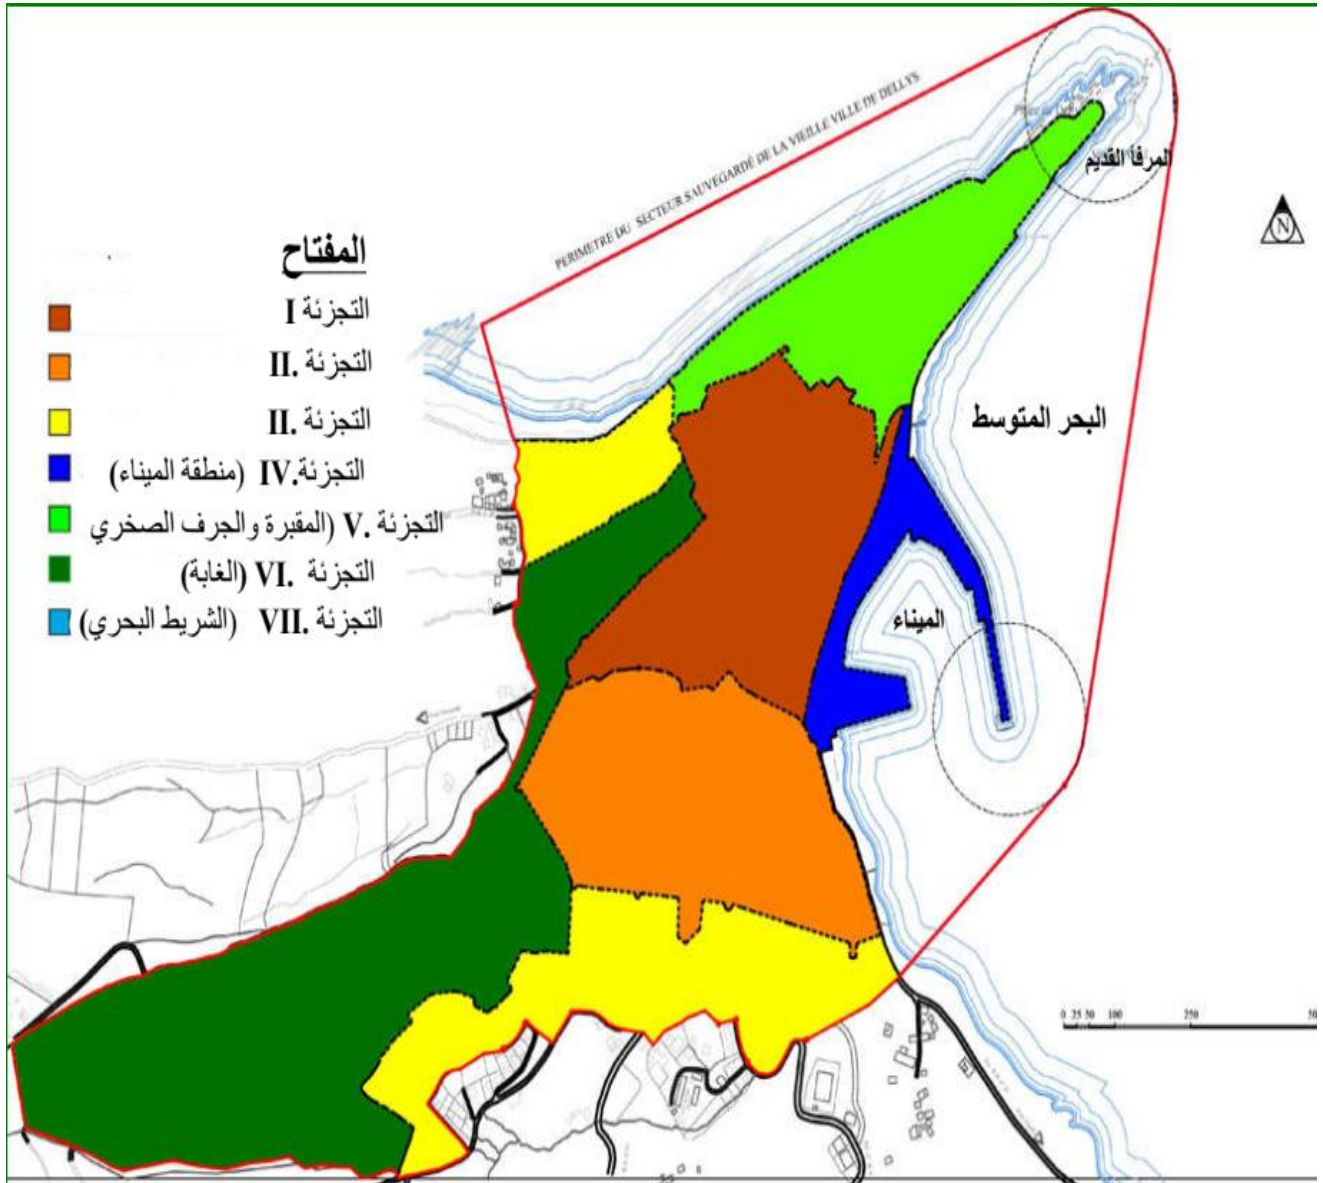 PERIMETRE DU SECTEUR SAUVEGARDÉ DE LA VIEILLE VILLE DE DELLYS
المرفأ القديم
N
المفتاح
التجزئة I
التجزئة .II
التجزئة .II
التجزئة.IV (منطقة الميناء)
التجزئة .V (المقبرة والجرف الصخري
التجزئة .VI (الغابة)
التجزئة .VII (الشريط البحري)
البحر المتوسط
الميناء
0 25 50 100 250 50